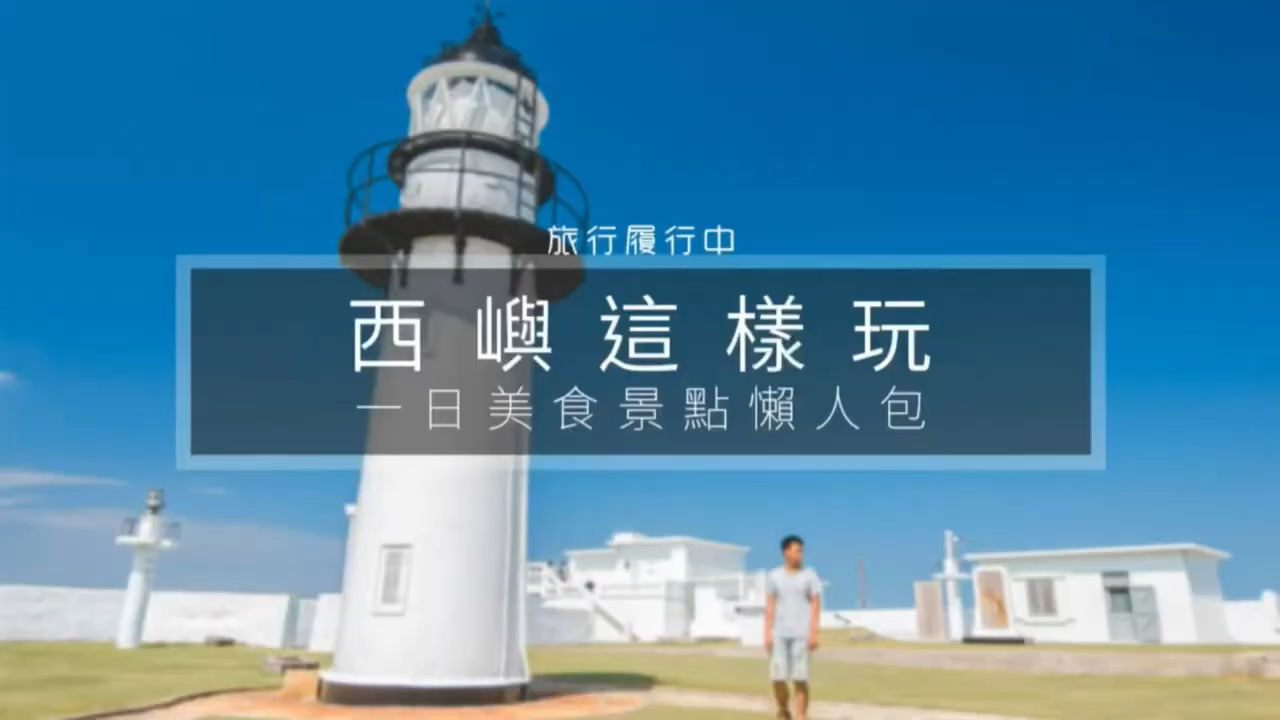 旅行履行中
西嶼這樣玩
一日美食景點懶人包